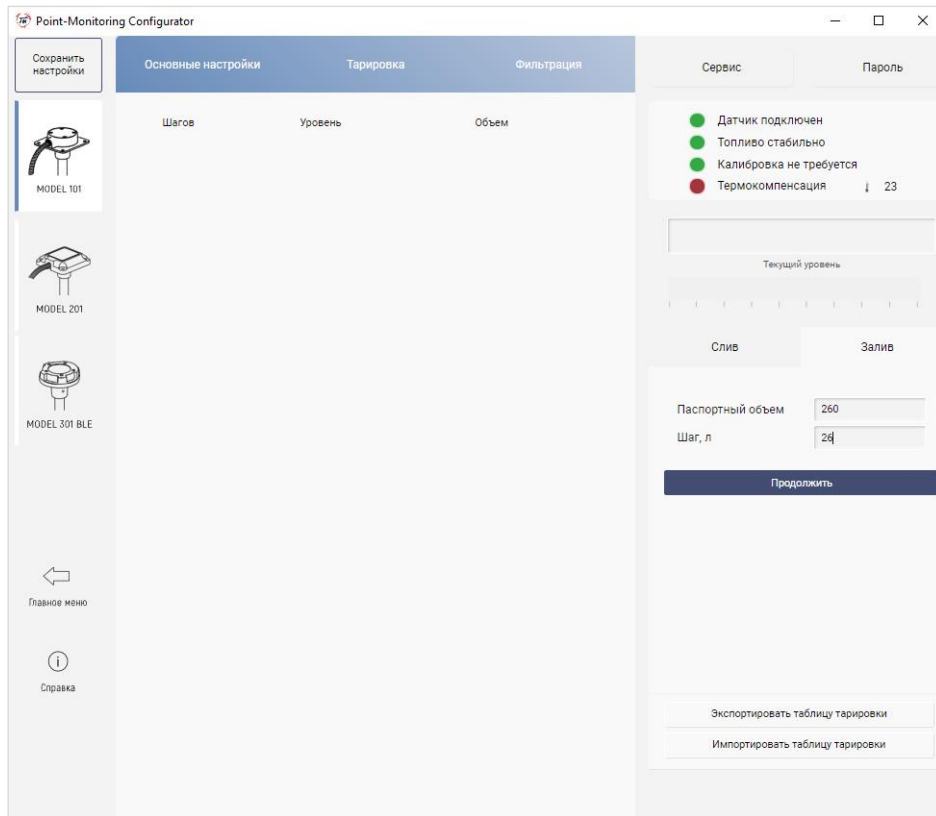 Point-Monitoring Configurator
Сохранить
настройки
Основные настройки
Тарировка
Фильтрация
Сервис
Пароль
MODEL 101
MODEL 201
MODEL 301 BLE
Главное меню
Справка
Шагов
Уровень
Объем
Датчик подключен
Топливо стабильно
Калибровка не требуется
Термокомпенсация 23
Текущий уровень
Слив
Залив
Паспортный объем 260
Шаг, л 26
Продолжить
Экспортировать таблицу тарировки
Импортировать таблицу тарировки